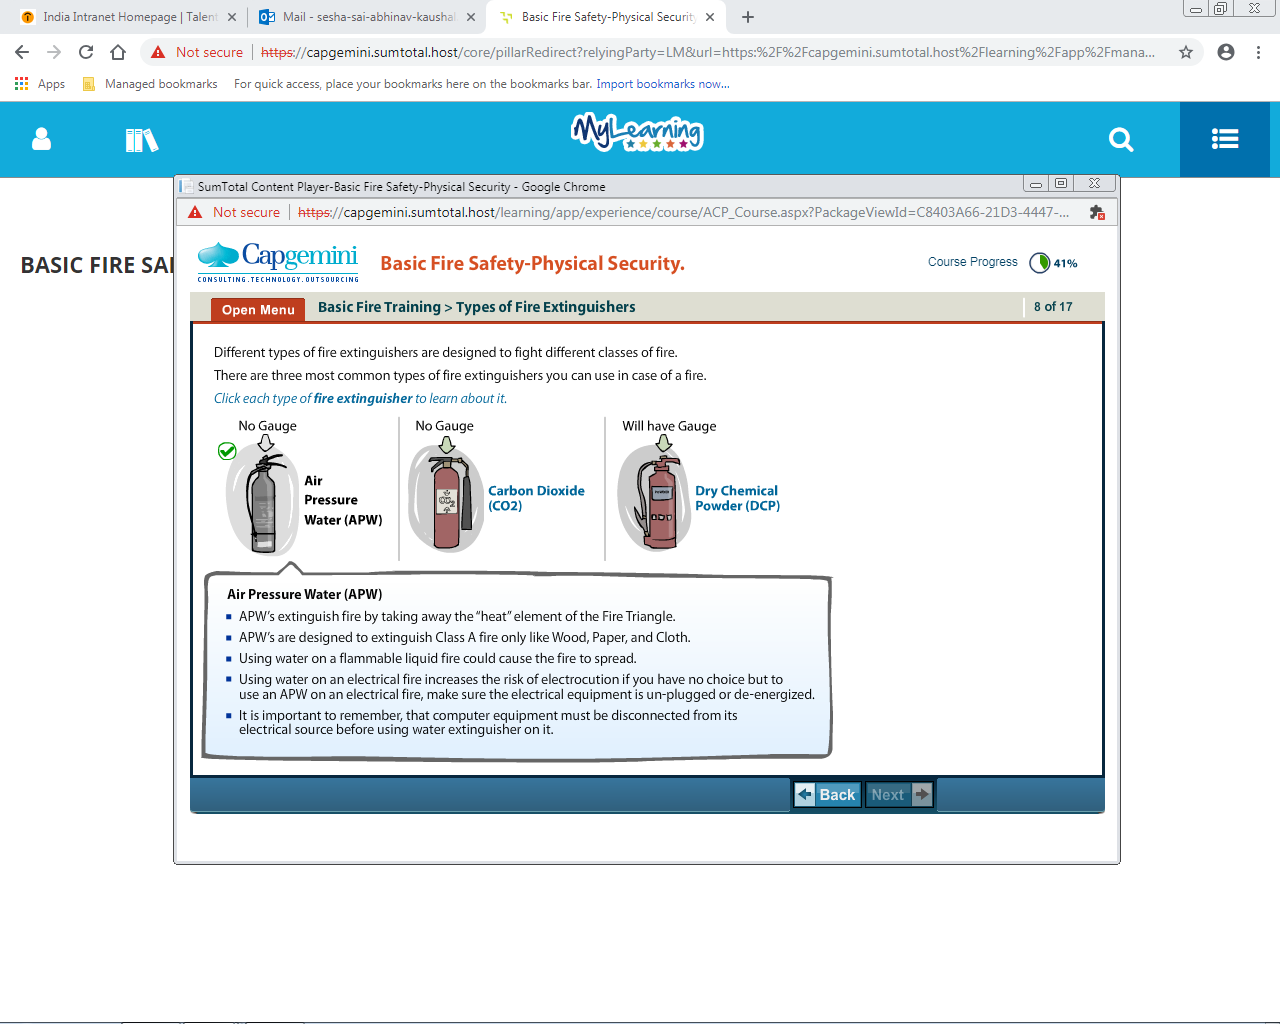 India Intranet Homepage | Talent
Mail - sesha-sai-abhinav-kaushal
Basic Fire Safety-Physical Security
Not secure
https://capgemini.sumtotal.host/core/pillarRedirect?relyingParty=LM&url=https:%2F%2Fcapgemini.sumtotal.host%2Flearning%2Fapp%2Fmana...
Apps
Managed bookmarks
For quick access, place your bookmarks here on the bookmarks bar. Import bookmarks now...
MyLearning
SumTotal Content Player-Basic Fire Safety-Physical Security - Google Chrome
Not secure
https://capgemini.sumtotal.host/learning/app/experience/course/ACP_Course.aspx?PackageViewId=C8403A66-21D3-4447-...
BASIC FIRE SA
Capgemini
CONSULTING.TECHNOLOGY.OUTSOURCING
Basic Fire Safety-Physical Security.
Course Progress 41%
Open Menu
Basic Fire Training > Types of Fire Extinguishers
8 of 17
Different types of fire extinguishers are designed to fight different classes of fire.
There are three most common types of fire extinguishers you can use in case of a fire.
Click each type of fire extinguisher to learn about it.
No Gauge
Air
Pressure
Water (APW)
No Gauge
CO2
Carbon Dioxide
(CO2)
Will have Gauge
Dry Chemical
Powder (DCP)
Air Pressure Water (APW)
APW's extinguish fire by taking away the "heat" element of the Fire Triangle.
APW's are designed to extinguish Class A fire only like Wood, Paper, and Cloth.
Using water on a flammable liquid fire could cause the fire to spread.
Using water on an electrical fire increases the risk of electrocution if you have no choice but to
use an APW on an electrical fire, make sure the electrical equipment is un-plugged or de-energized.
It is important to remember, that computer equipment must be disconnected from its
electrical source before using water extinguisher on it.
Back
Next